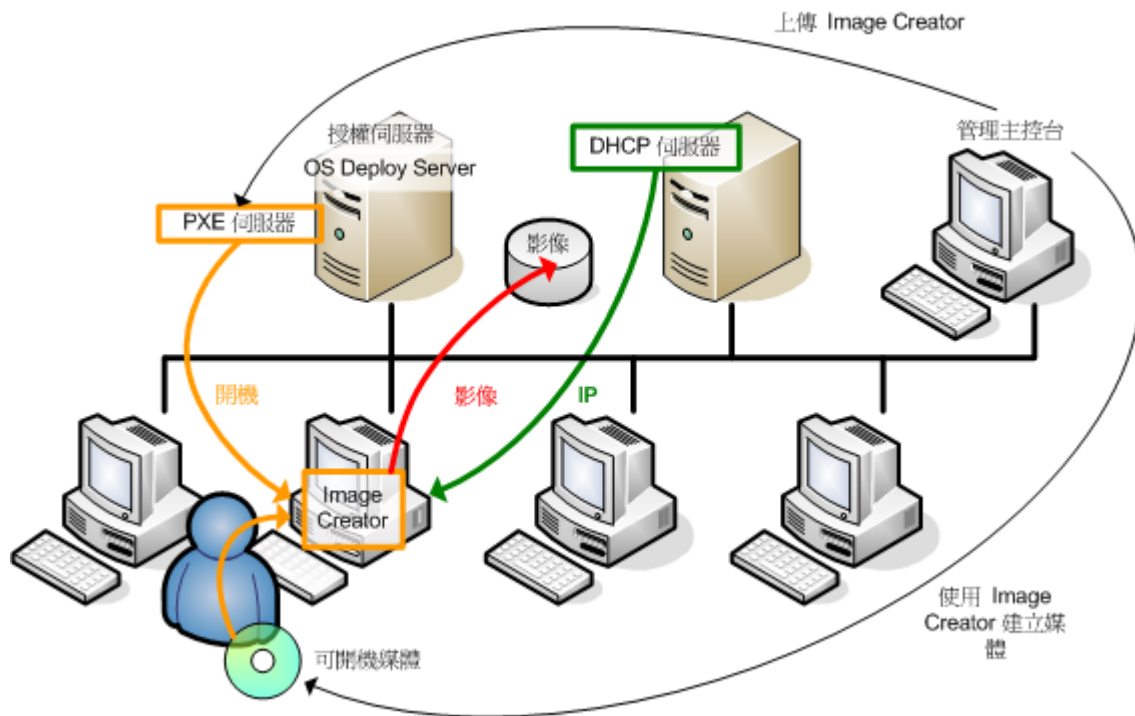 上傳 Image Creator
授權伺服器
OS Deploy Server
DHCP 伺服器
管理主控台
PXE 伺服器
影像
開機
影像
IP
Image
Creator
使用 Image
Creator 建立媒
體
可開機媒體